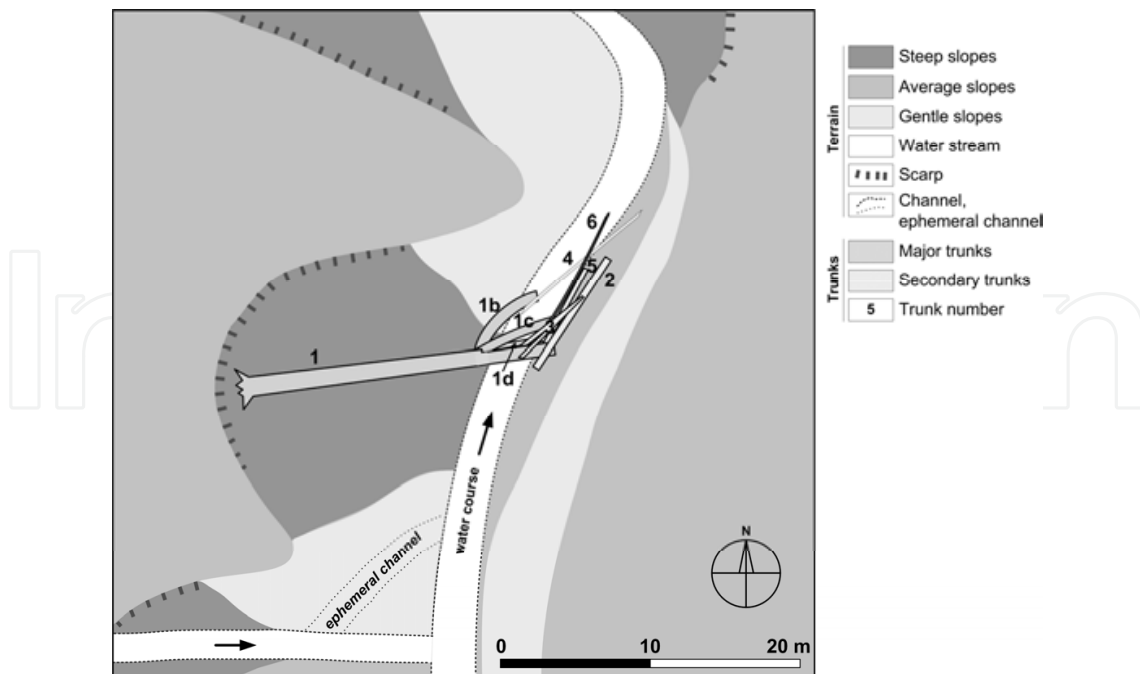 Steep slopes
Average slopes
Gentle slopes
Water stream
Scarp
Channel,
ephemeral channel
Terrain
Major trunks
Secondary trunks
5 Trunk number
Trunks
6
4
5
2
1b
1c
3
1
1d
water course
ephemeral channel
N
0 10 20 m